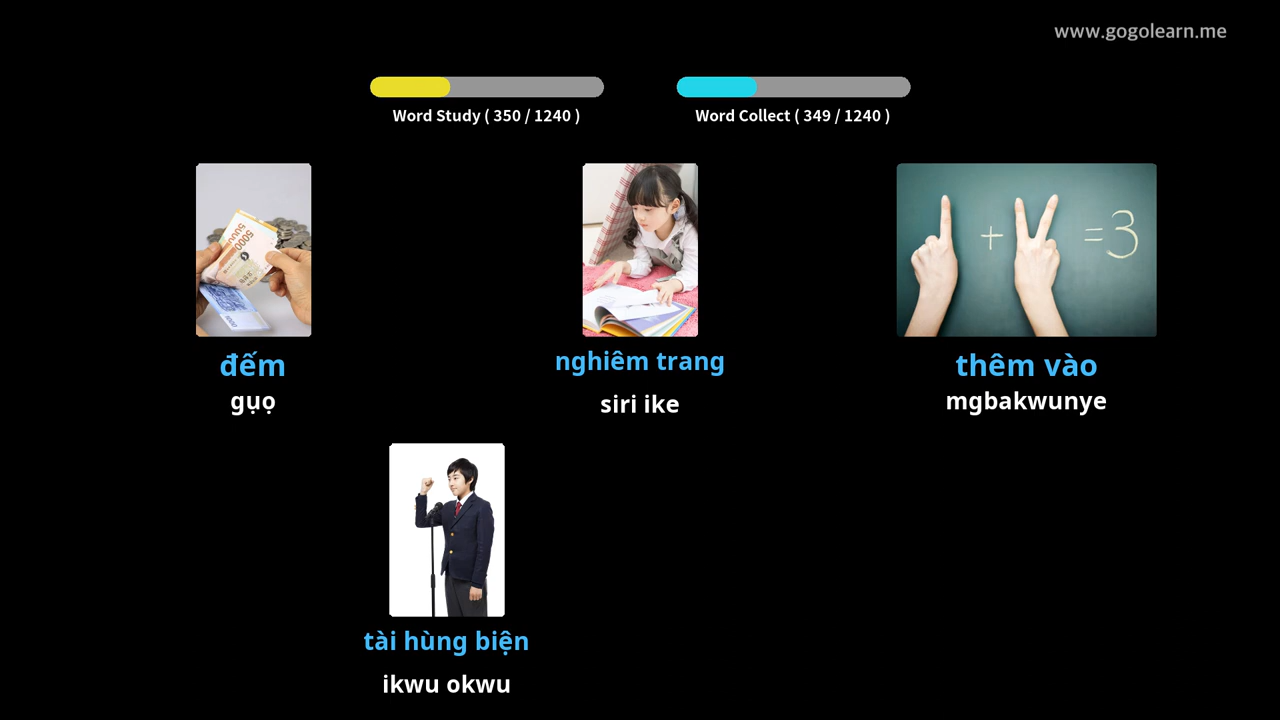 www.gogolearn.me
Word Study ( 350 / 1240 )
Word Collect ( 349 / 1240 )
đếm
gụọ
nghiêm trang
siri ike
thêm vào
mgbakwunye
1 + = 3
tài hùng biện
ikwu okwu